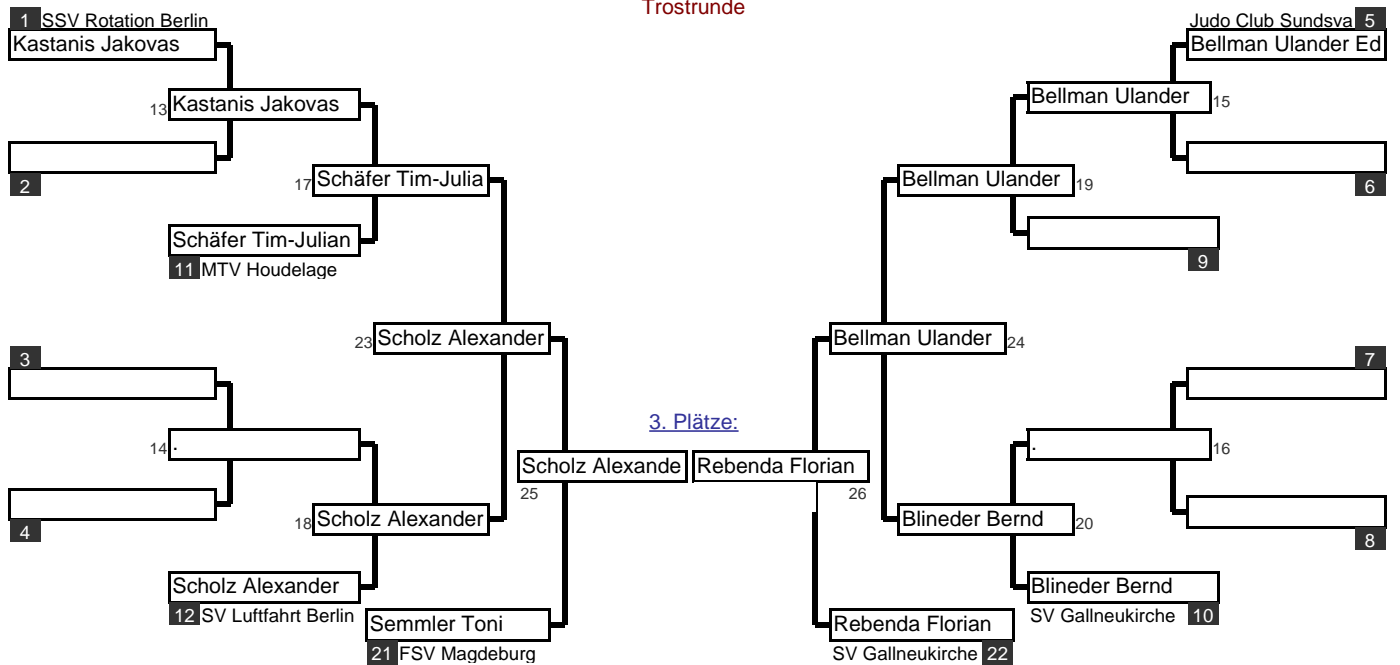 Trostrunde
1 SSV Rotation Berlin
Judo Club Sundsva 5
Kastanis Jakovas
Bellman Ulander Ed
13 Kastanis Jakovas
Bellman Ulander 15
2
6
17 Schäfer Tim-Julia
Bellman Ulander 19
Schäfer Tim-Julian
11 MTV Houdelage
9
23 Scholz Alexander
Bellman Ulander 24
3
7
3. Plätze:
14 .
. 16
Scholz Alexande
Rebenda Florian
25
26
4
8
18 Scholz Alexander
Blineder Bernd 20
Scholz Alexander
Blineder Bernd
12 SV Luftfahrt Berlin
SV Gallneukirche 10
Semmler Toni
Rebenda Florian
21 FSV Magdeburg
SV Gallneukirche 22